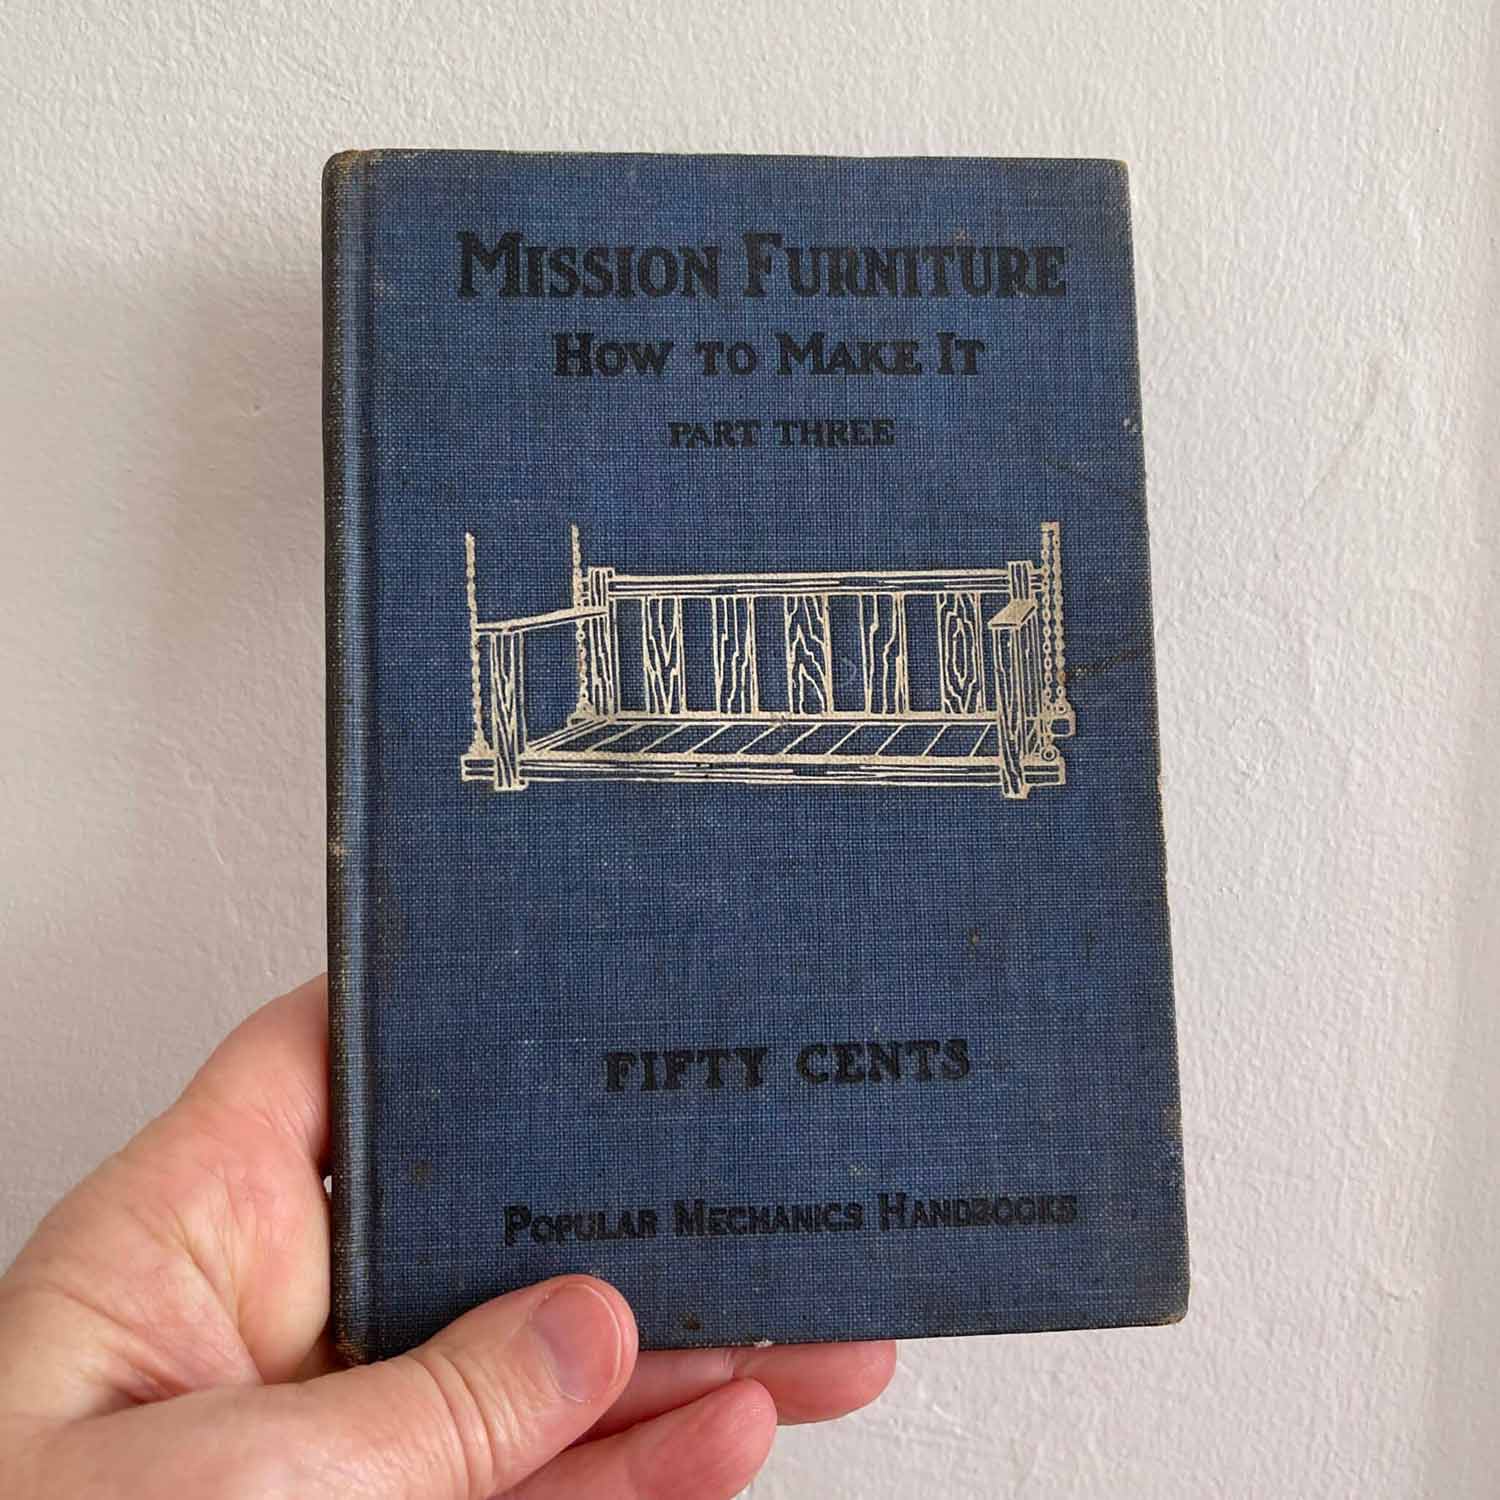 MISSION FURNITURE
HOW TO MAKE IT
PART THREE
FIFTY CENTS
POPULAR MECHANICS HANDBOOKS